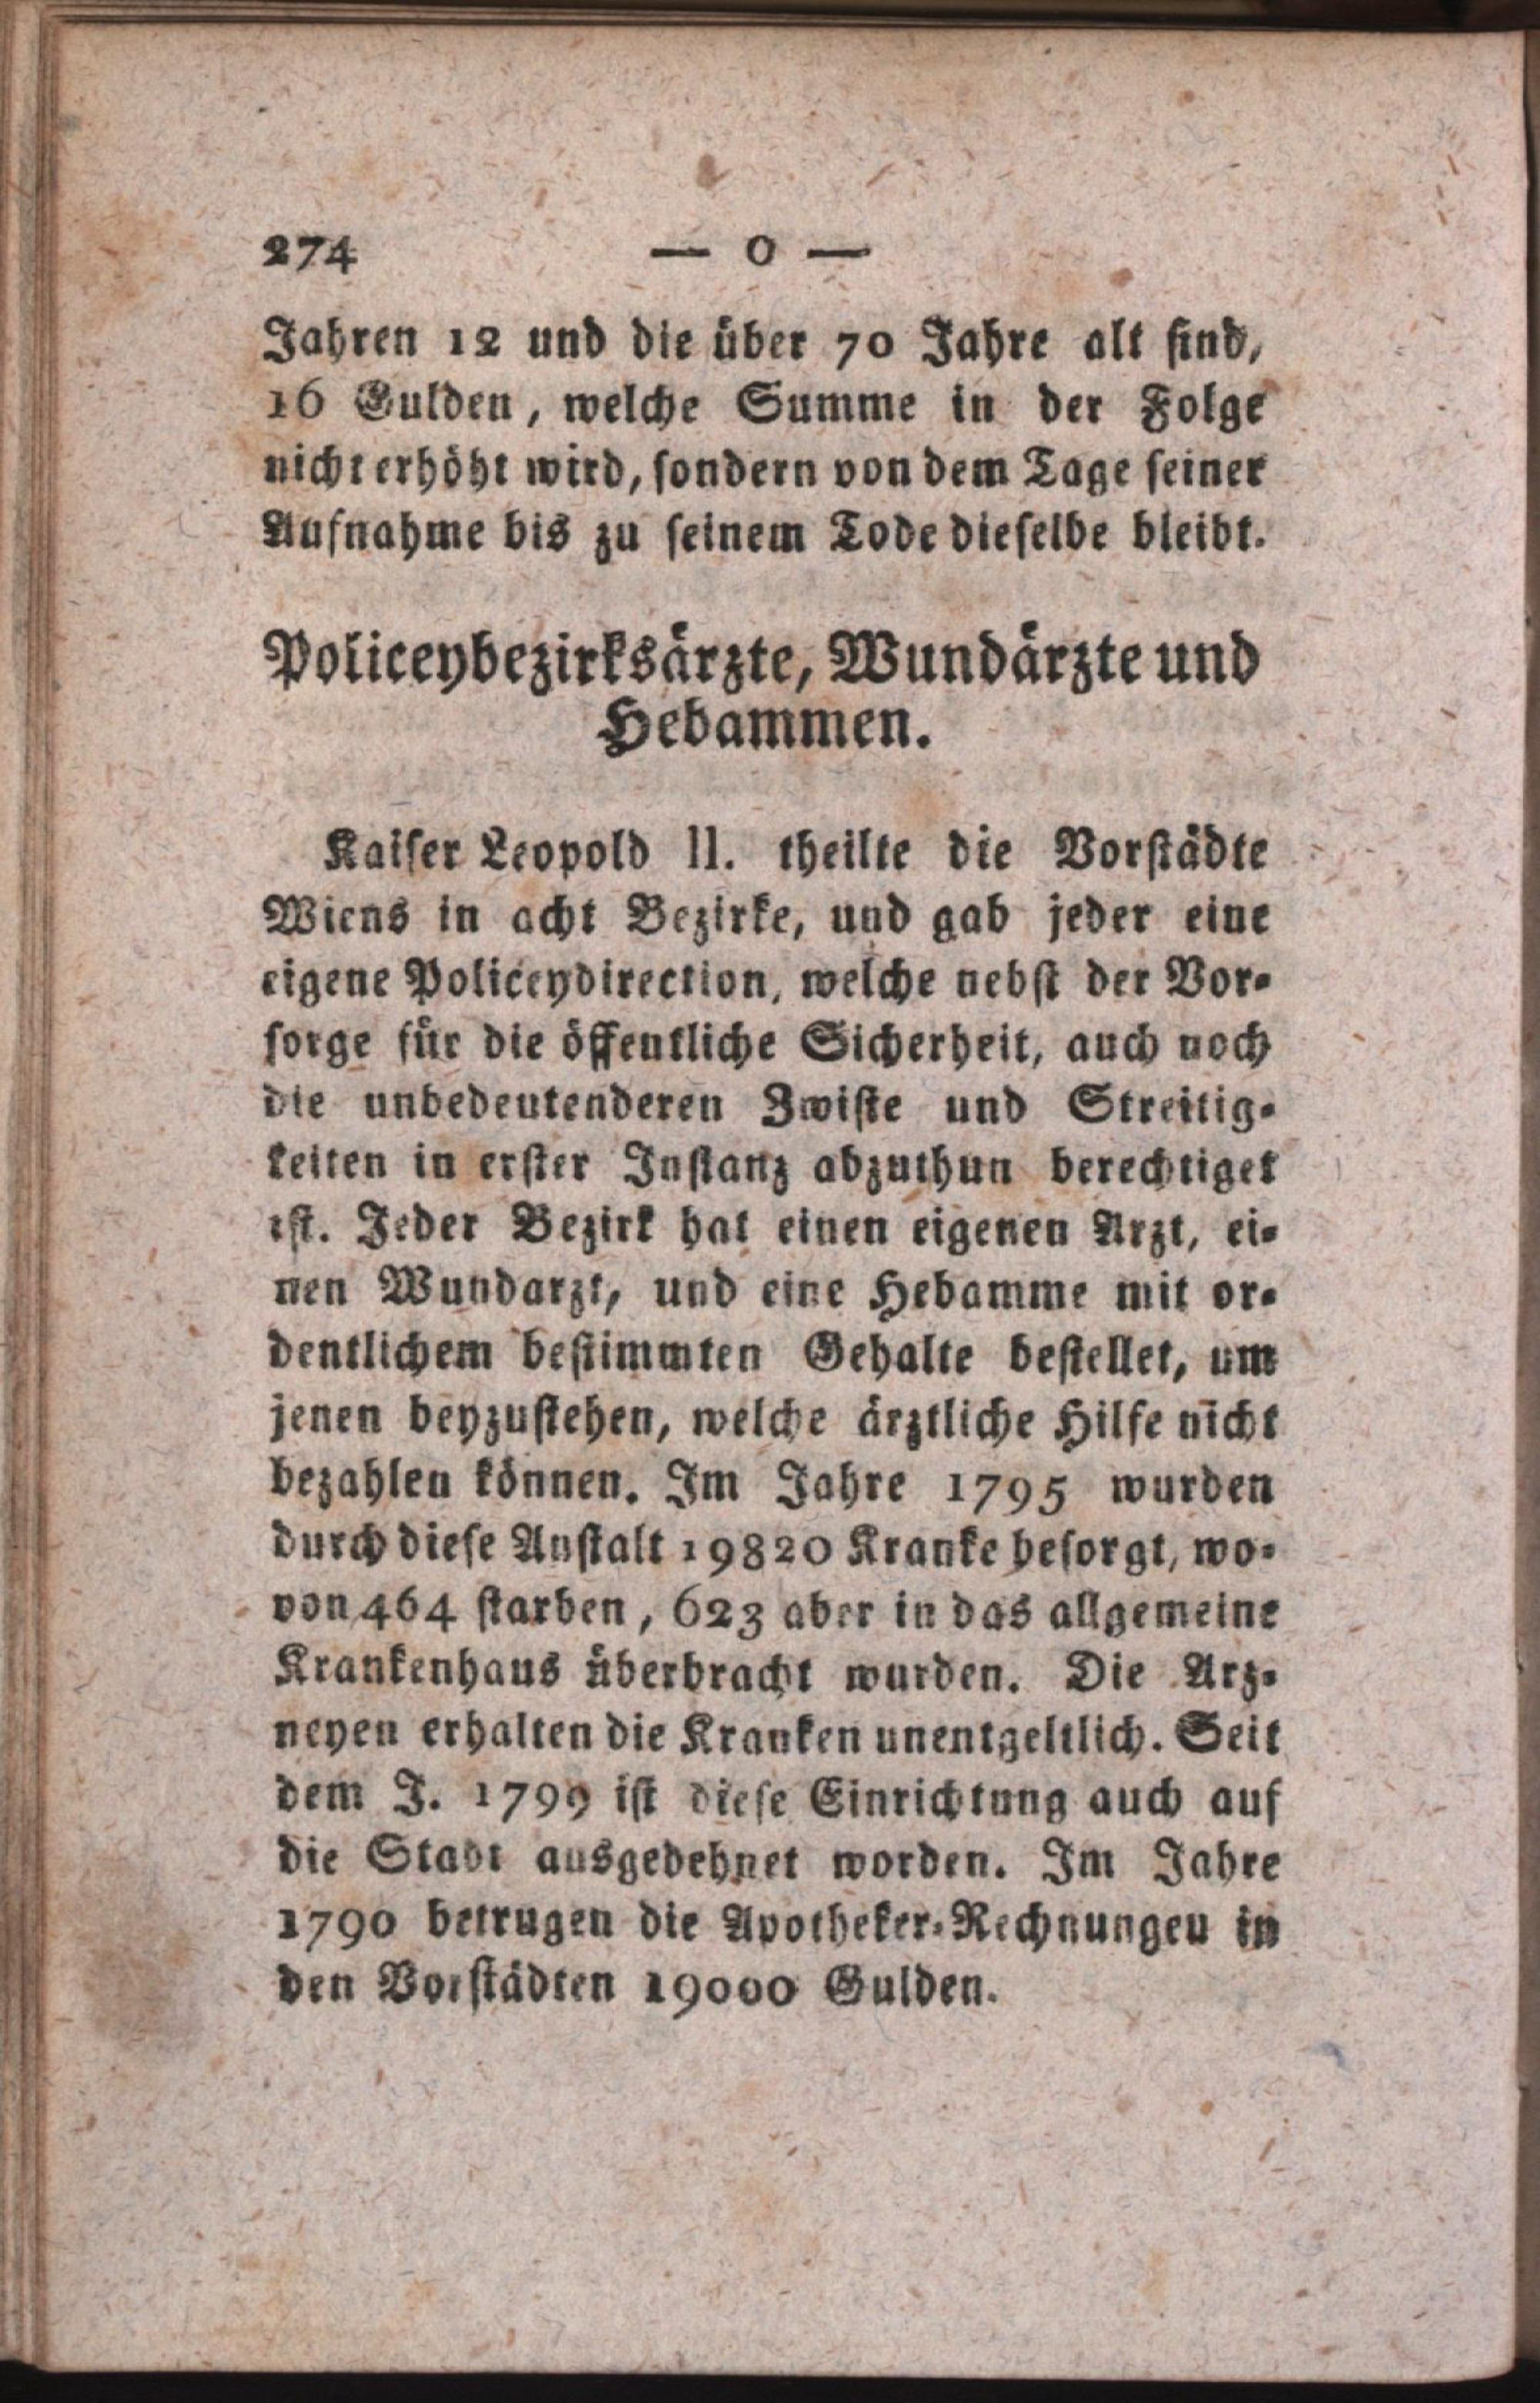 274 — o —
Jahren 12 und die über 70 Jahre alt sind,
16 Gulden, welche Summe in der Folge
nicht erhöht wird, sondern von dem Tage seiner
Aufnahme bis zu seinem Tode dieselbe bleibt.
Policeybezirksärzte, Wundärzte und
Hebammen.
Kaiser Leopold II. theilte die Vorstädte
Wiens in acht Bezirke, und gab jeder eine
eigene Policeydirection, welche nebst der Vor-
sorge für die öffentliche Sicherheit, auch noch
die unbedeutenderen Zwiste und Streitig-
keiten in erster Instanz abzuthun berechtiget
ist. Jeder Bezirk hat einen eigenen Arzt, ei-
nen Wundarzt, und eine Hebamme mit or-
dentlichem bestimmten Gehalte bestellet, um
jenen beyzustehen, welche ärztliche Hilfe nicht
bezahlen können. Im Jahre 1795 wurden
durch diese Anstalt 19820 Kranke besorgt, wo-
von 464 starben, 623 aber in das allgemeine
Krankenhaus überbracht wurden. Die Arz-
neyen erhalten die Kranken unentgeltlich. Seit
dem J. 1799 ist diese Einrichtung auch auf
die Stadt ausgedehnet worden. Im Jahre
1790 betrugen die Apotheker-Rechnungen in
den Vorstädten 19000 Gulden.